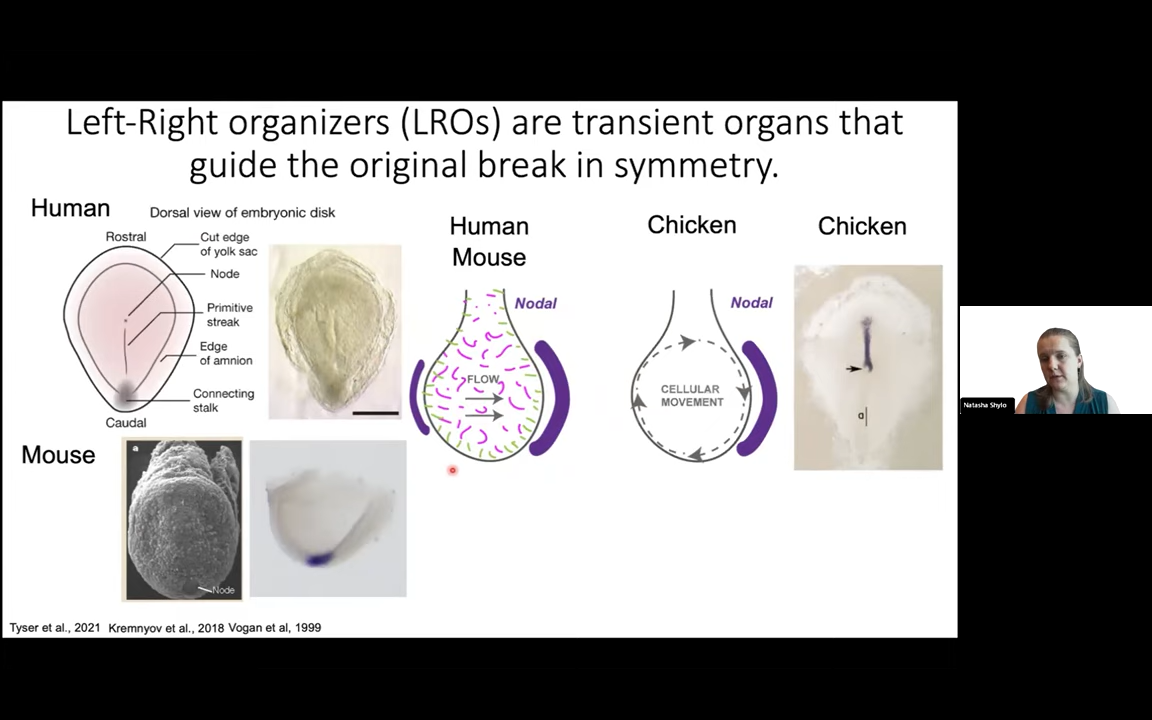 Left-Right organizers (LROs) are transient organs that
guide the original break in symmetry.
Human
Dorsal view of embryonic disk
Rostral
Cut edge
of yolk sac
Node
Primitive
streak
Edge
of amnion
Connecting
stalk
Caudal
Human
Mouse
Nodal
FLOW
Chicken
Nodal
CELLULAR
MOVEMENT
Chicken
a
Mouse
a
Node
Tyser et al., 2021 Kremnyov et al., 2018 Vogan et al, 1999
Natasha Shylo